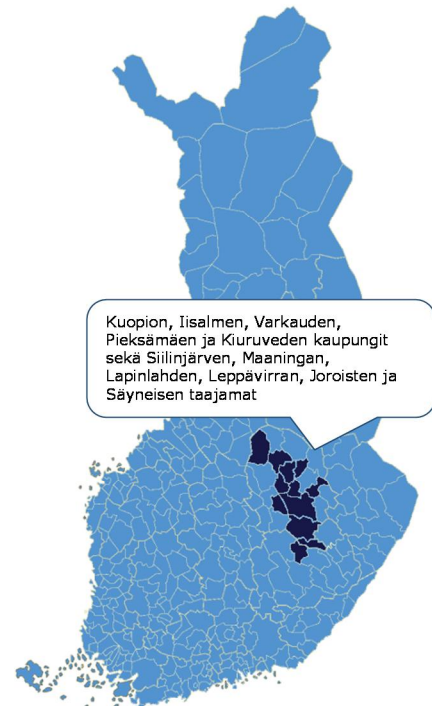 Kuopion, Iisalmen, Varkauden,
Pieksämäen ja Kiuruveden kaupungit
sekä Siilinjärven, Maaningan,
Lapinlahden, Leppävirran, Joroisten ja
Säyneisen taajamat